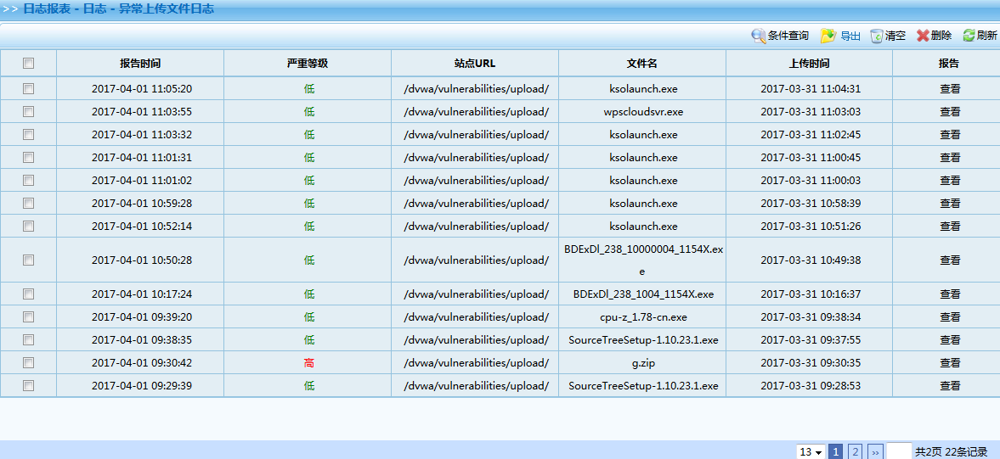 >> 日志报表 - 日志 - 异常上传文件日志
条件查询 导出 清空 删除 刷新
报告时间 严重等级 站点URL 文件名 上传时间 报告
2017-04-01 11:05:20 低 /dvwa/vulnerabilities/upload/ ksolaunch.exe 2017-03-31 11:04:31 查看
2017-04-01 11:03:55 低 /dvwa/vulnerabilities/upload/ wpscloudsvr.exe 2017-03-31 11:03:03 查看
2017-04-01 11:03:32 低 /dvwa/vulnerabilities/upload/ ksolaunch.exe 2017-03-31 11:02:45 查看
2017-04-01 11:01:31 低 /dvwa/vulnerabilities/upload/ ksolaunch.exe 2017-03-31 11:00:45 查看
2017-04-01 11:01:02 低 /dvwa/vulnerabilities/upload/ ksolaunch.exe 2017-03-31 11:00:03 查看
2017-04-01 10:59:28 低 /dvwa/vulnerabilities/upload/ ksolaunch.exe 2017-03-31 10:58:39 查看
2017-04-01 10:52:14 低 /dvwa/vulnerabilities/upload/ ksolaunch.exe 2017-03-31 10:51:26 查看
2017-04-01 10:50:28 低 /dvwa/vulnerabilities/upload/ BDExDl_238_10000004_1154X.ex 2017-03-31 10:49:38 查看
e
2017-04-01 10:17:24 低 /dvwa/vulnerabilities/upload/ BDExDl_238_1004_1154X.exe 2017-03-31 10:16:37 查看
2017-04-01 09:39:20 低 /dvwa/vulnerabilities/upload/ cpu-z_1.78-cn.exe 2017-03-31 09:38:34 查看
2017-04-01 09:38:35 低 /dvwa/vulnerabilities/upload/ SourceTreeSetup-1.10.23.1.exe 2017-03-31 09:37:55 查看
2017-04-01 09:30:42 高 /dvwa/vulnerabilities/upload/ g.zip 2017-03-31 09:30:35 查看
2017-04-01 09:29:39 低 /dvwa/vulnerabilities/upload/ SourceTreeSetup-1.10.23.1.exe 2017-03-31 09:28:53 查看
13 1 2 ›› 共2页 22条记录